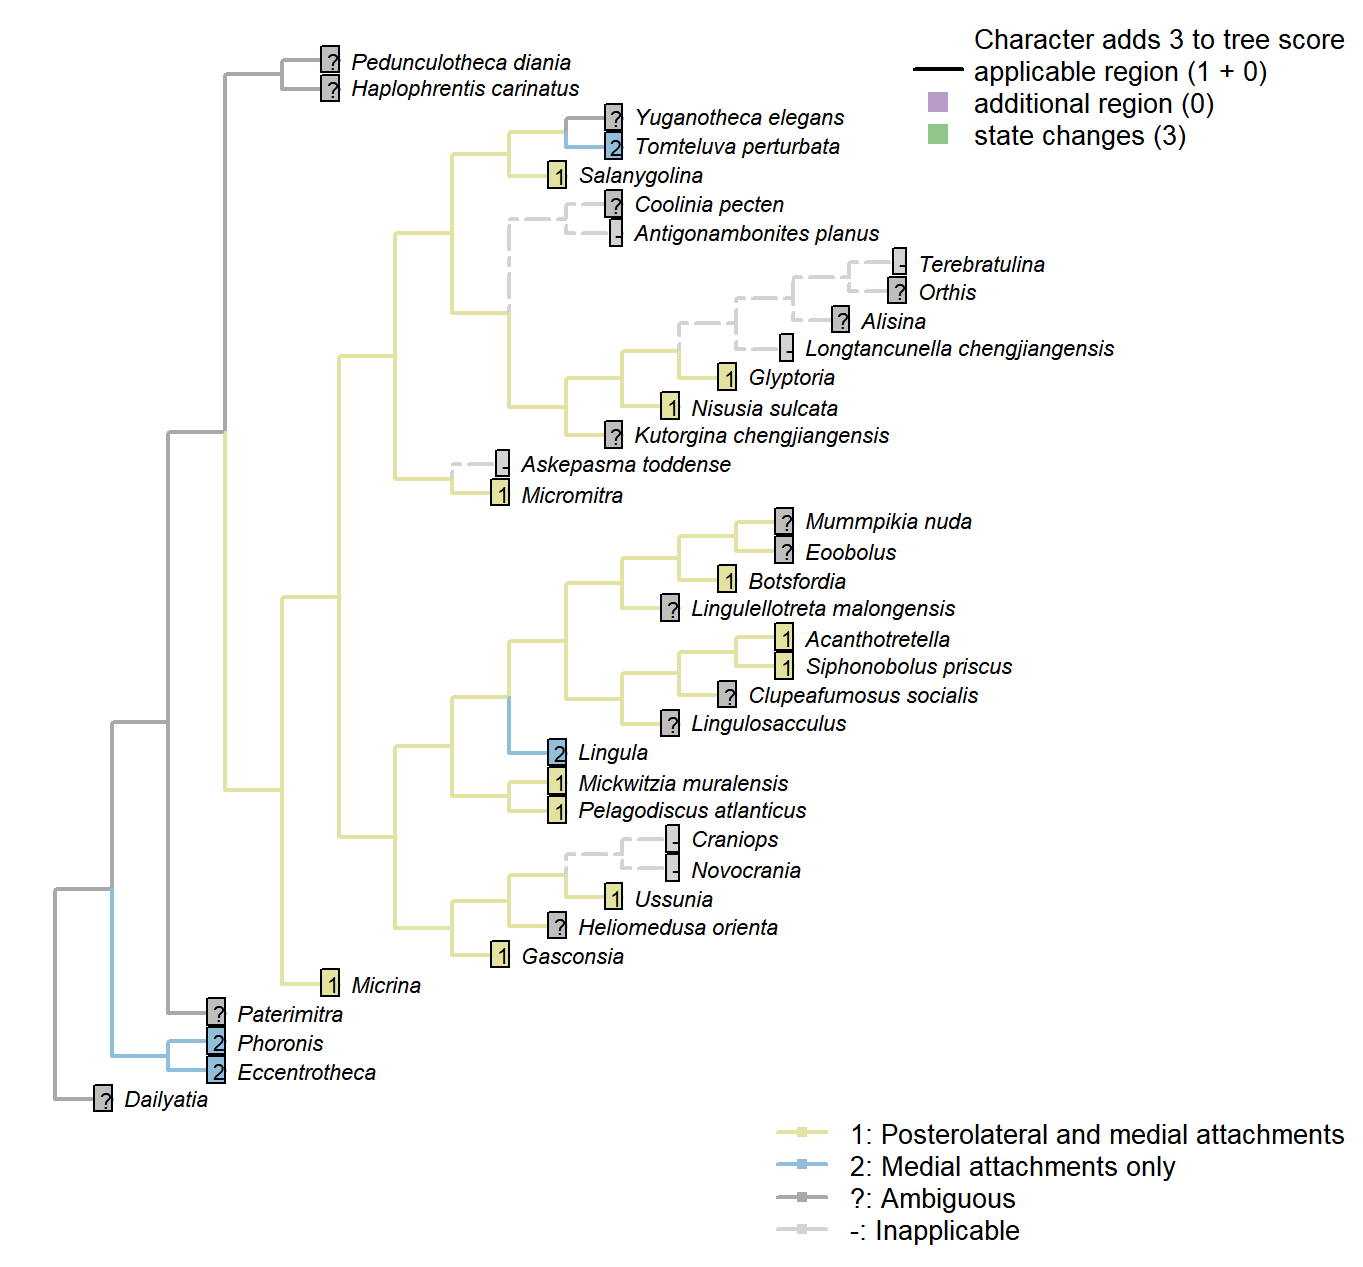 Character adds 3 to tree score
applicable region (1 + 0)
additional region (0)
state changes (3)
? Pedunculotheca diania
? Haplophrentis carinatus
? Yuganotheca elegans
2 Tomteluva perturbata
1 Salanygolina
? Coolinia pecten
- Antigonambonites planus
- Terebratulina
? Orthis
? Alisina
- Longtancunella chengjiangensis
1 Glyptoria
1 Nisusia sulcata
? Kutorgina chengjiangensis
- Askepasma toddense
1 Micromitra
? Mummpikia nuda
? Eoobolus
1 Botsfordia
? Lingulellotreta malongensis
1 Acanthotretella
1 Siphonobolus priscus
? Clupeafumosus socialis
? Lingulosacculus
2 Lingula
1 Mickwitzia muralensis
1 Pelagodiscus atlanticus
- Craniops
- Novocrania
1 Ussunia
? Heliomedusa orienta
1 Gasconsia
1 Micrina
? Paterimitra
2 Phoronis
2 Eccentrotheca
? Dailyatia
1: Posterolateral and medial attachments
2: Medial attachments only
?: Ambiguous
-: Inapplicable